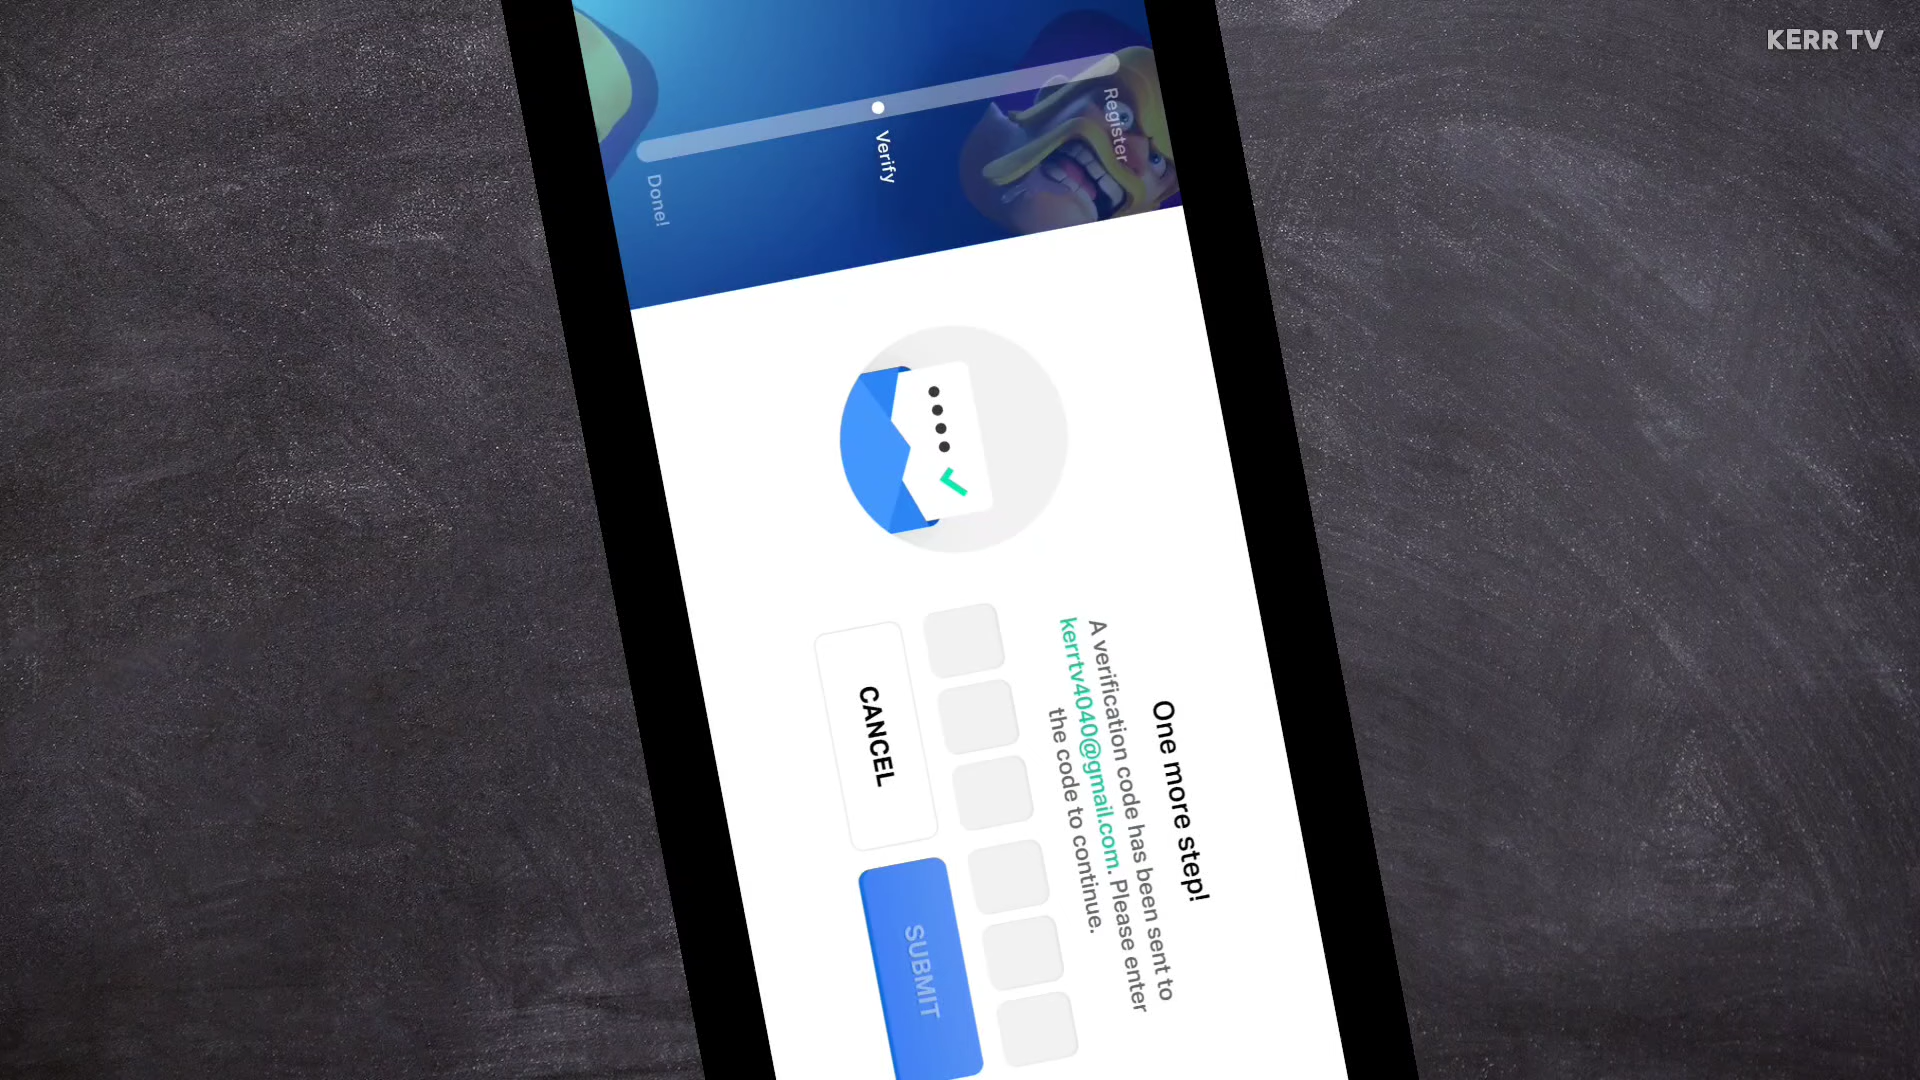 KERR TV
Register
Verify
Done!
One more step!
A verification code has been sent to
kerrtv4040@gmail.com. Please enter
the code to continue.
CANCEL
SUBMIT